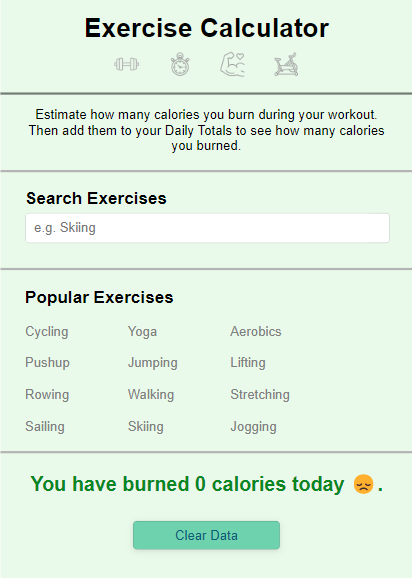 Exercise Calculator
Estimate how many calories you burn during your workout.
Then add them to your Daily Totals to see how many calories
you burned.
Search Exercises
e.g. Skiing
Popular Exercises
Cycling Yoga Aerobics
Pushup Jumping Lifting
Rowing Walking Stretching
Sailing Skiing Jogging
You have burned 0 calories today 😞.
Clear Data